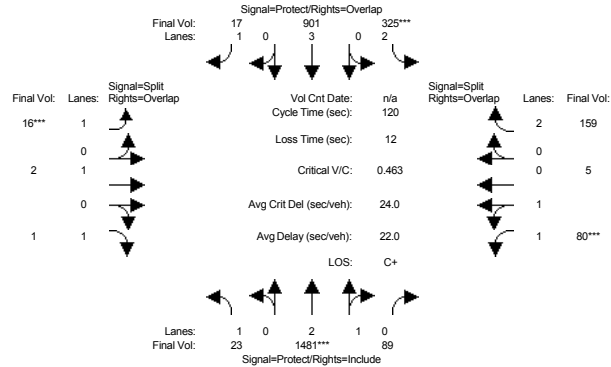 Signal=Protect/Rights=Overlap
Final Vol: 17 901 325***
Lanes: 1 0 3 0 2
Signal=Split
Final Vol: Lanes: Rights=Overlap
Vol Cnt Date: n/a
Signal=Split
Rights=Overlap Lanes: Final Vol:
Cycle Time (sec): 120
16*** 1
2 159
Loss Time (sec): 12
0
0
2 1
Critical V/C: 0.463
0 5
0
Avg Crit Del (sec/veh): 24.0
1
1 1
Avg Delay (sec/veh): 22.0
1 80***
LOS: C+
Lanes: 1 0 2 1 0
Final Vol: 23 1481*** 89
Signal=Protect/Rights=Include